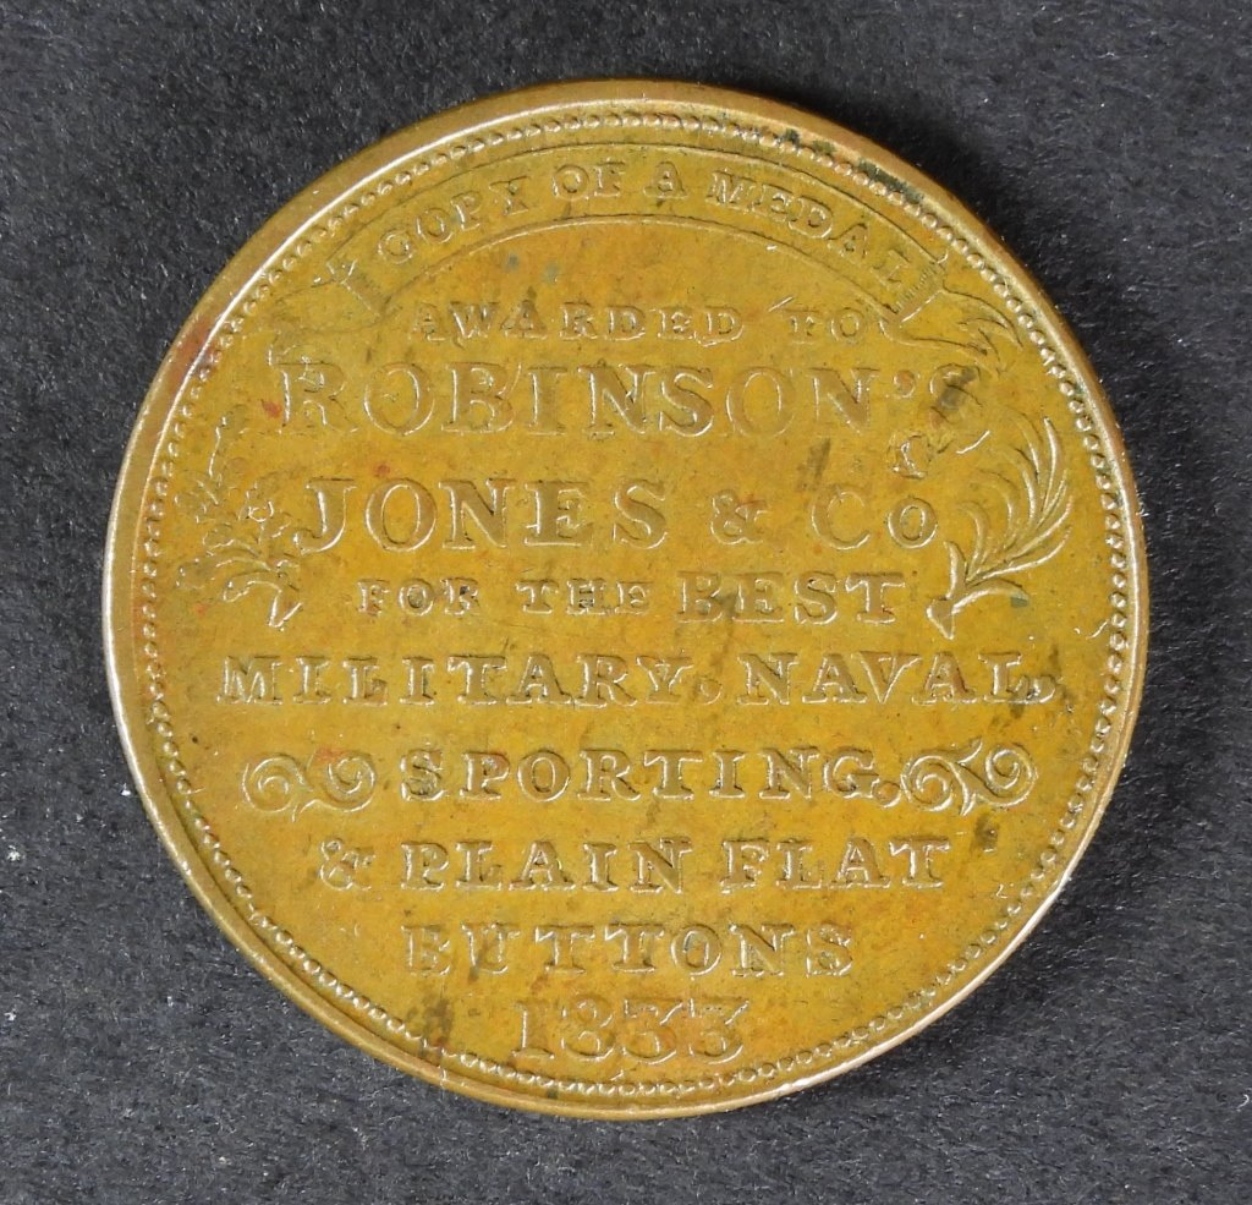 COPY OF A MEDAL
AWARDED TO
ROBINSON'S
JONES & Co
FOR THE BEST
MILITARY, NAVAL,
SPORTING.
& PLAIN FLAT
BUTTONS
1833